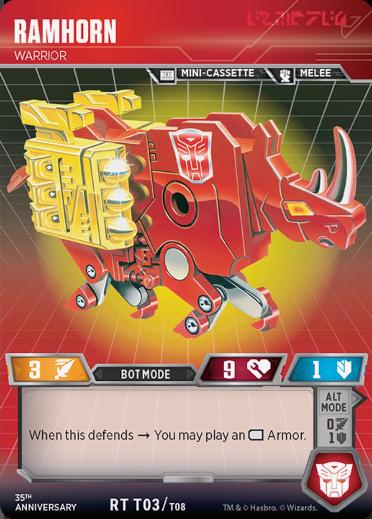 RAMHORN
WARRIOR
MINI-CASSETTE MELEE
3 BOT MODE 9 1
ALT
MODE
0
1
When this defends → You may play an Armor.
35TH
ANNIVERSARY
RT T03/T08
TM & © Hasbro. © Wizards.